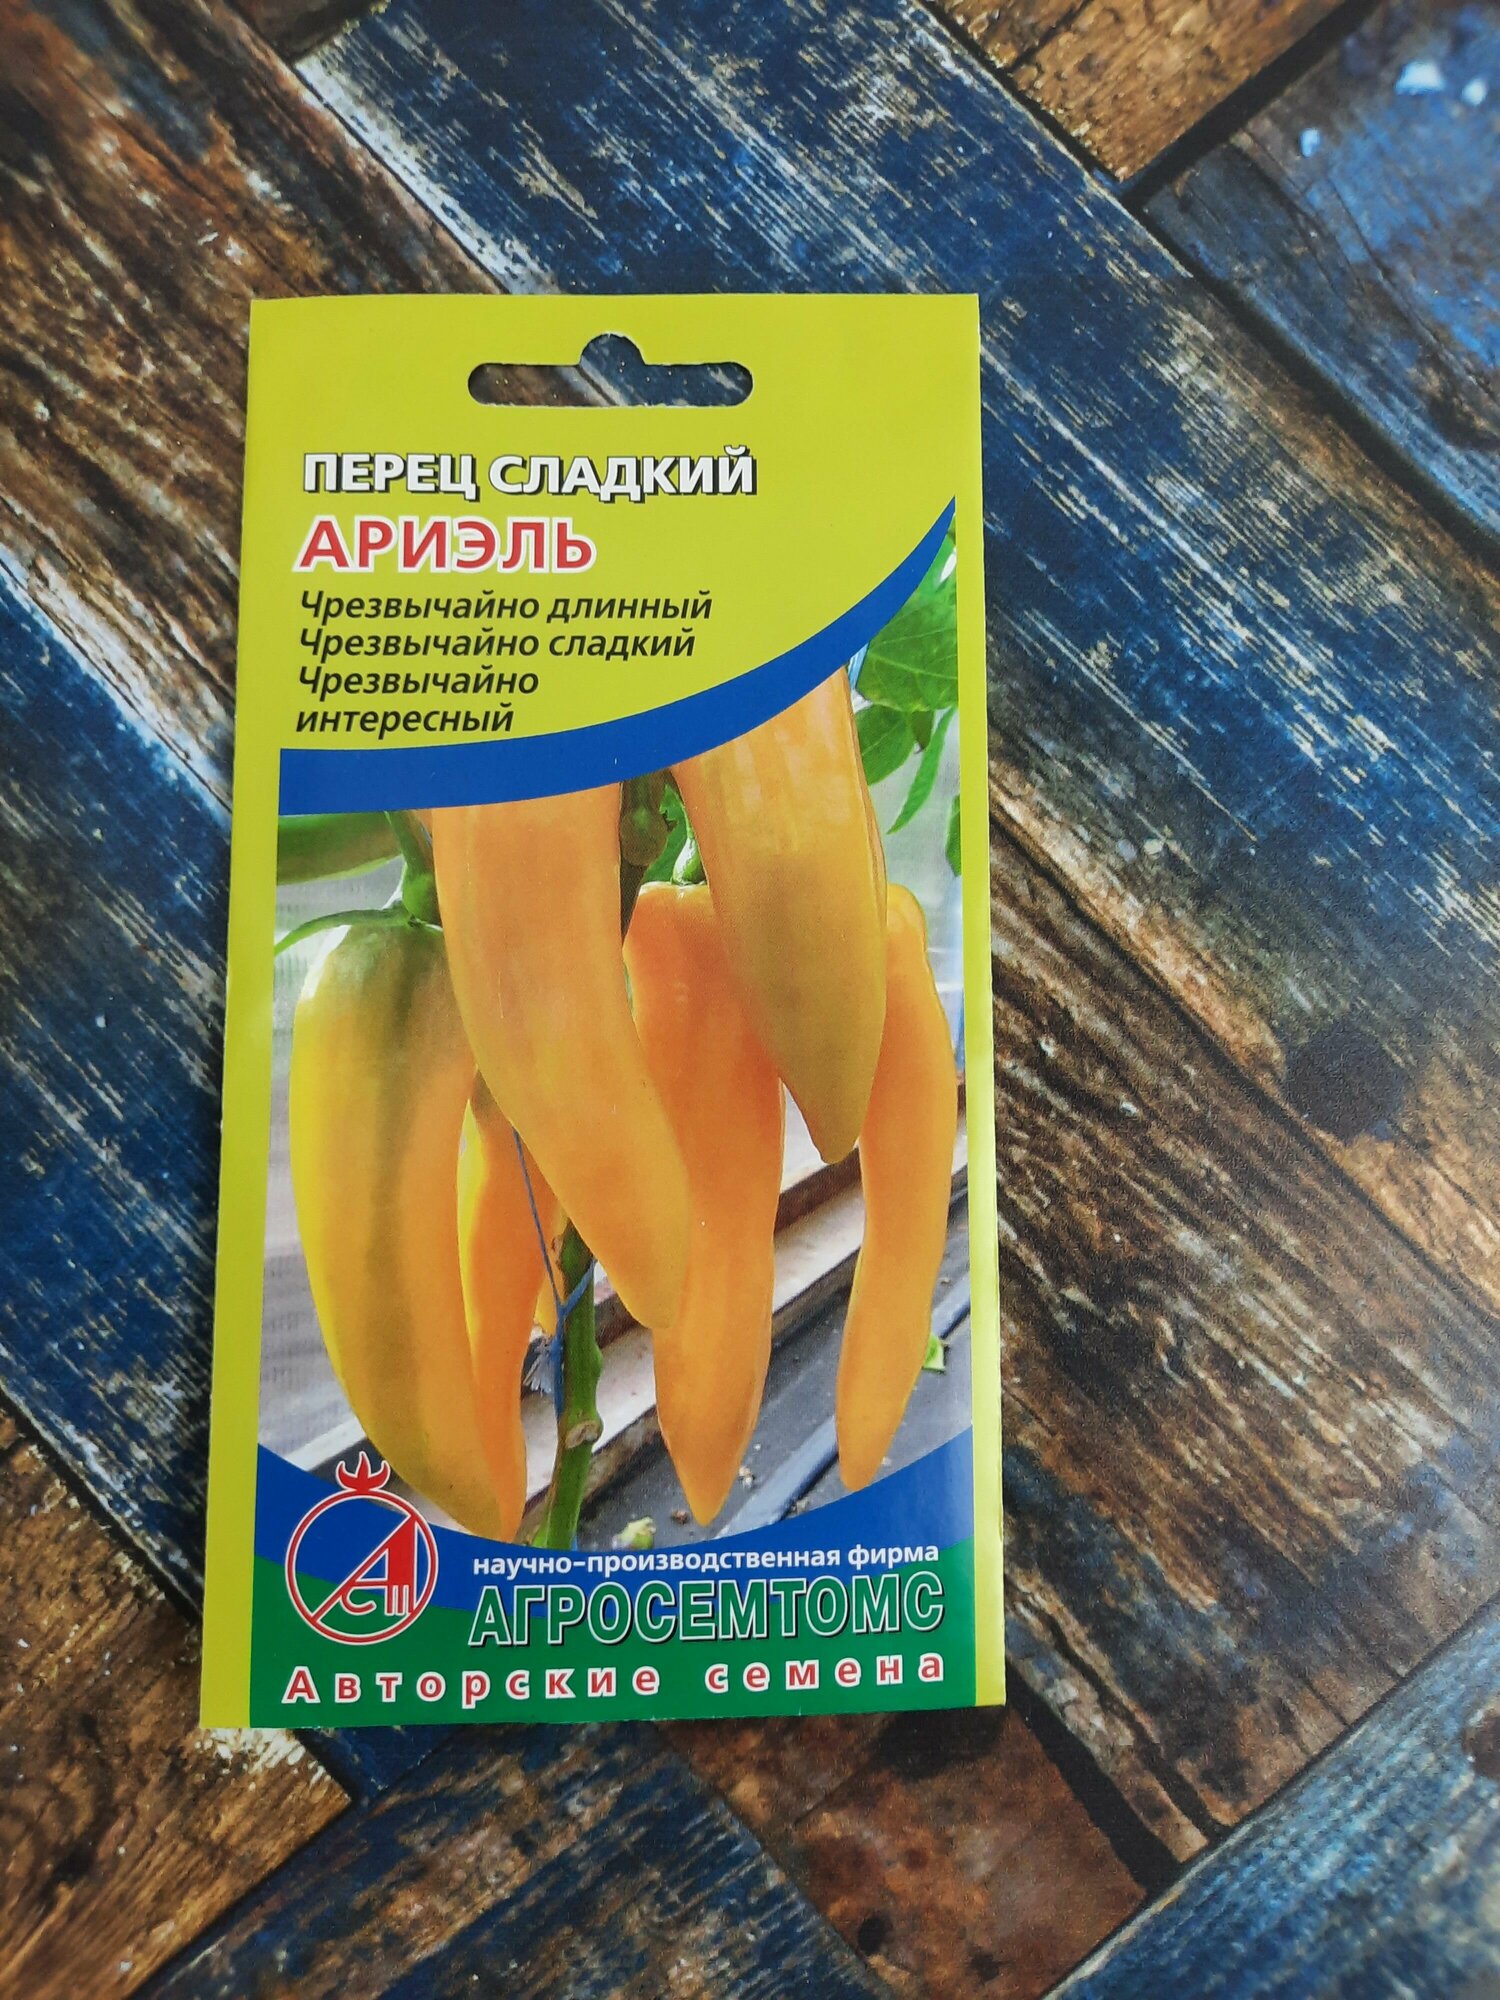 ПЕРЕЦ СЛАДКИЙ
АРИЭЛЬ
Чрезвычайно длинный
Чрезвычайно сладкий
Чрезвычайно
интересный
научно-производственная фирма
АГРОСЕМТОМС
Авторские семена